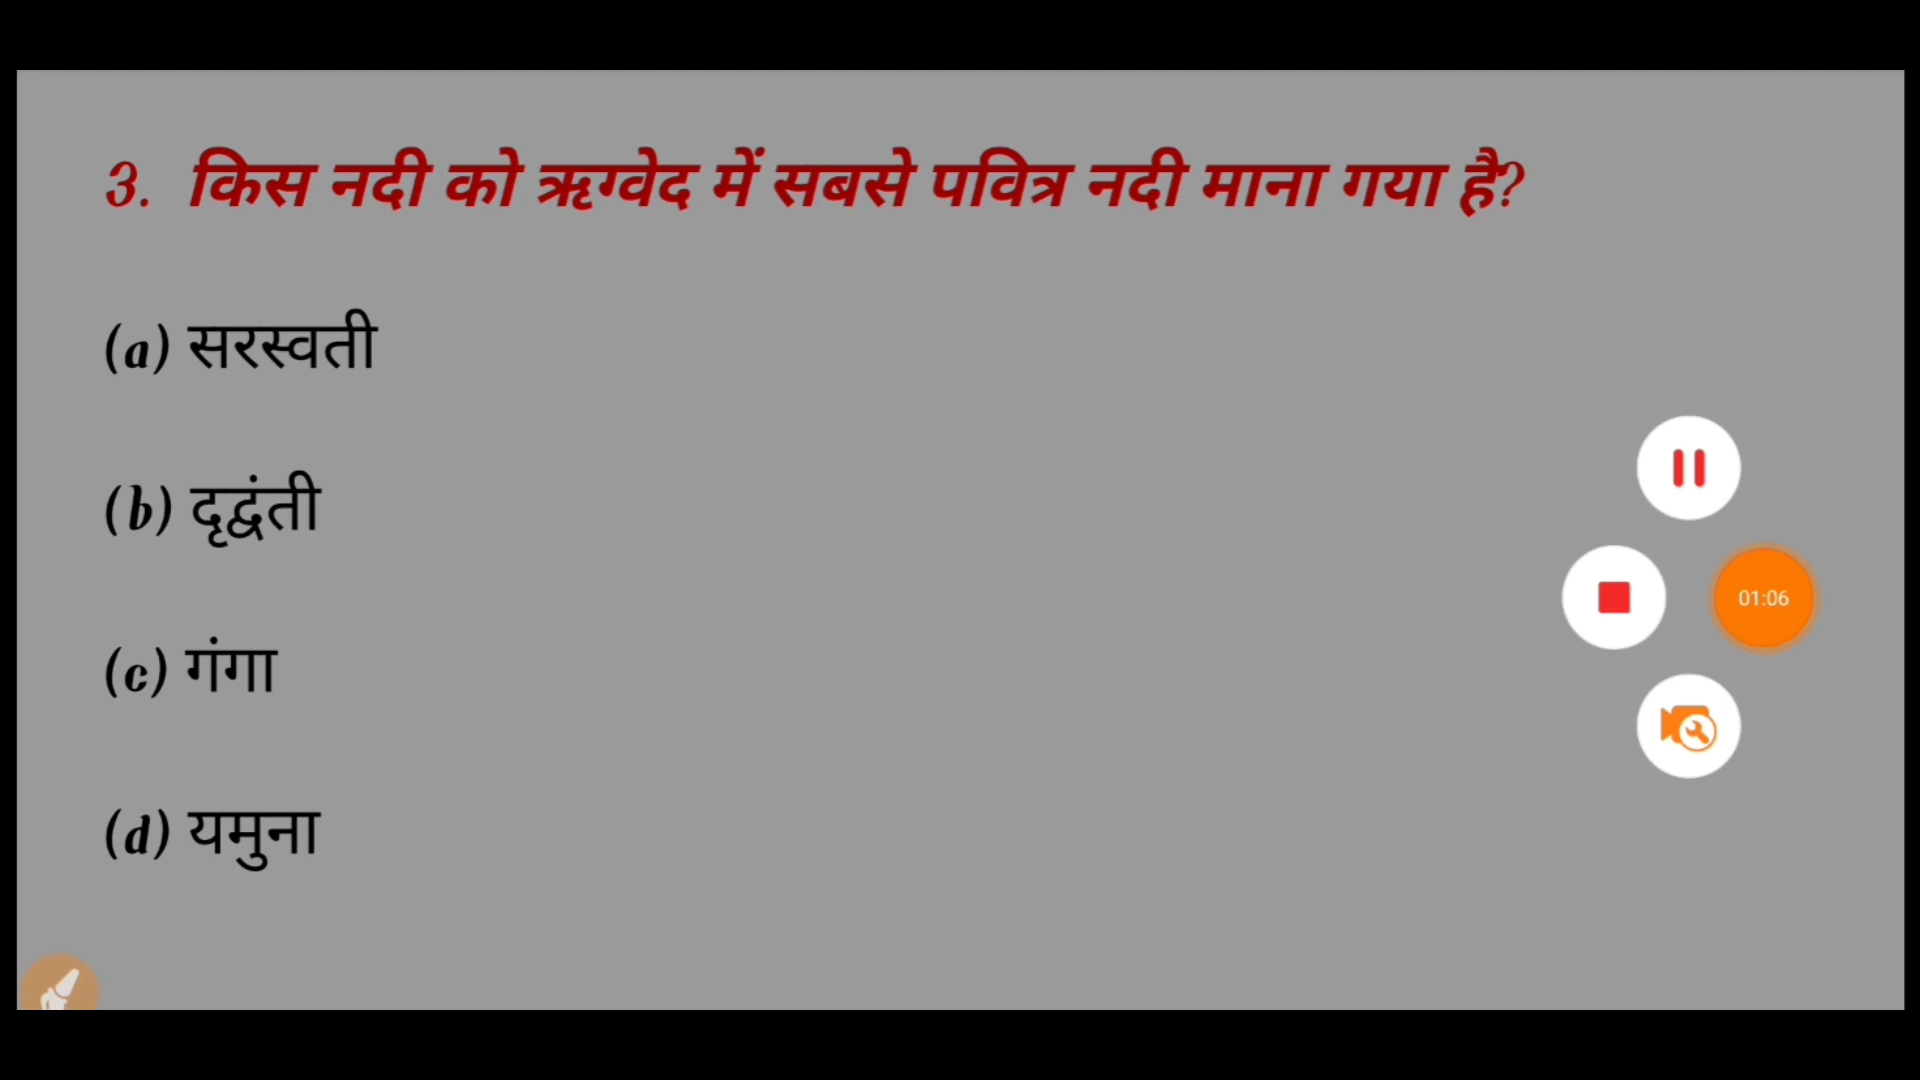 3. किस नदी को ऋग्वेद में सबसे पवित्र नदी माना गया है?
(a) सरस्वती
(b) दृद्वंती
(c) गंगा
01:06
(d) यमुना